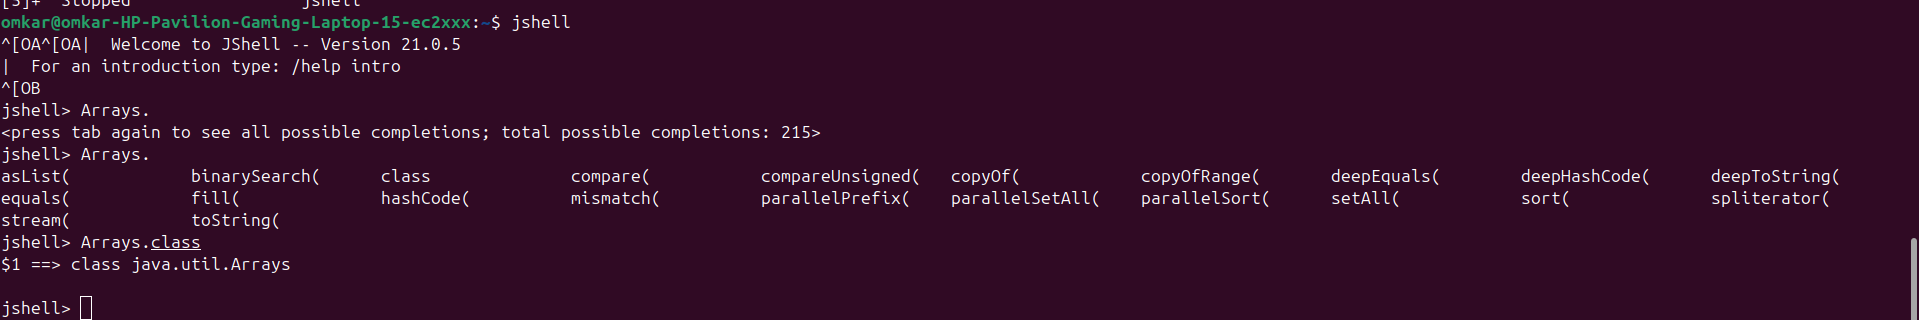 [5]+  Stopped                 jshell
omkar@omkar-HP-Pavilion-Gaming-Laptop-15-ec2xxx:~$ jshell
^[OA^[OA|  Welcome to JShell -- Version 21.0.5
|  For an introduction type: /help intro
^[OB
jshell> Arrays.
<press tab again to see all possible completions; total possible completions: 215>
jshell> Arrays.
asList(            binarySearch(      class              compare(           compareUnsigned(   copyOf(            copyOfRange(       deepEquals(        deepHashCode(      deepToString(
equals(            fill(              hashCode(          mismatch(          parallelPrefix(    parallelSetAll(    parallelSort(      setAll(            sort(              spliterator(
stream(            toString(
jshell> Arrays.class
$1 ==> class java.util.Arrays
jshell>